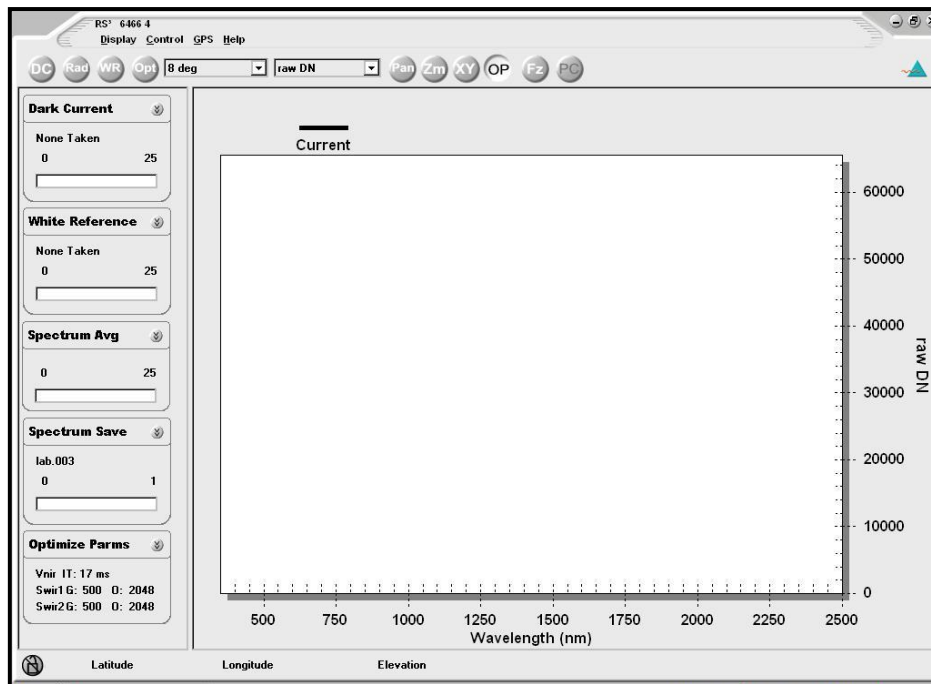 RS³ 6466 4
Display Control GPS Help
DC Rad WR Opt 8 deg raw DN Pan Zm XY OP Fz PC
Dark Current
None Taken
0 25
White Reference
None Taken
0 25
Spectrum Avg
0 25
Spectrum Save
lab.003
0 1
Optimize Parms
Vnir IT: 17 ms
Swir1 G: 500 O: 2048
Swir2 G: 500 O: 2048
Current
60000
50000
40000
30000
20000
10000
0
raw DN
500 750 1000 1250 1500 1750 2000 2250 2500
Wavelength (nm)
Latitude Longitude Elevation